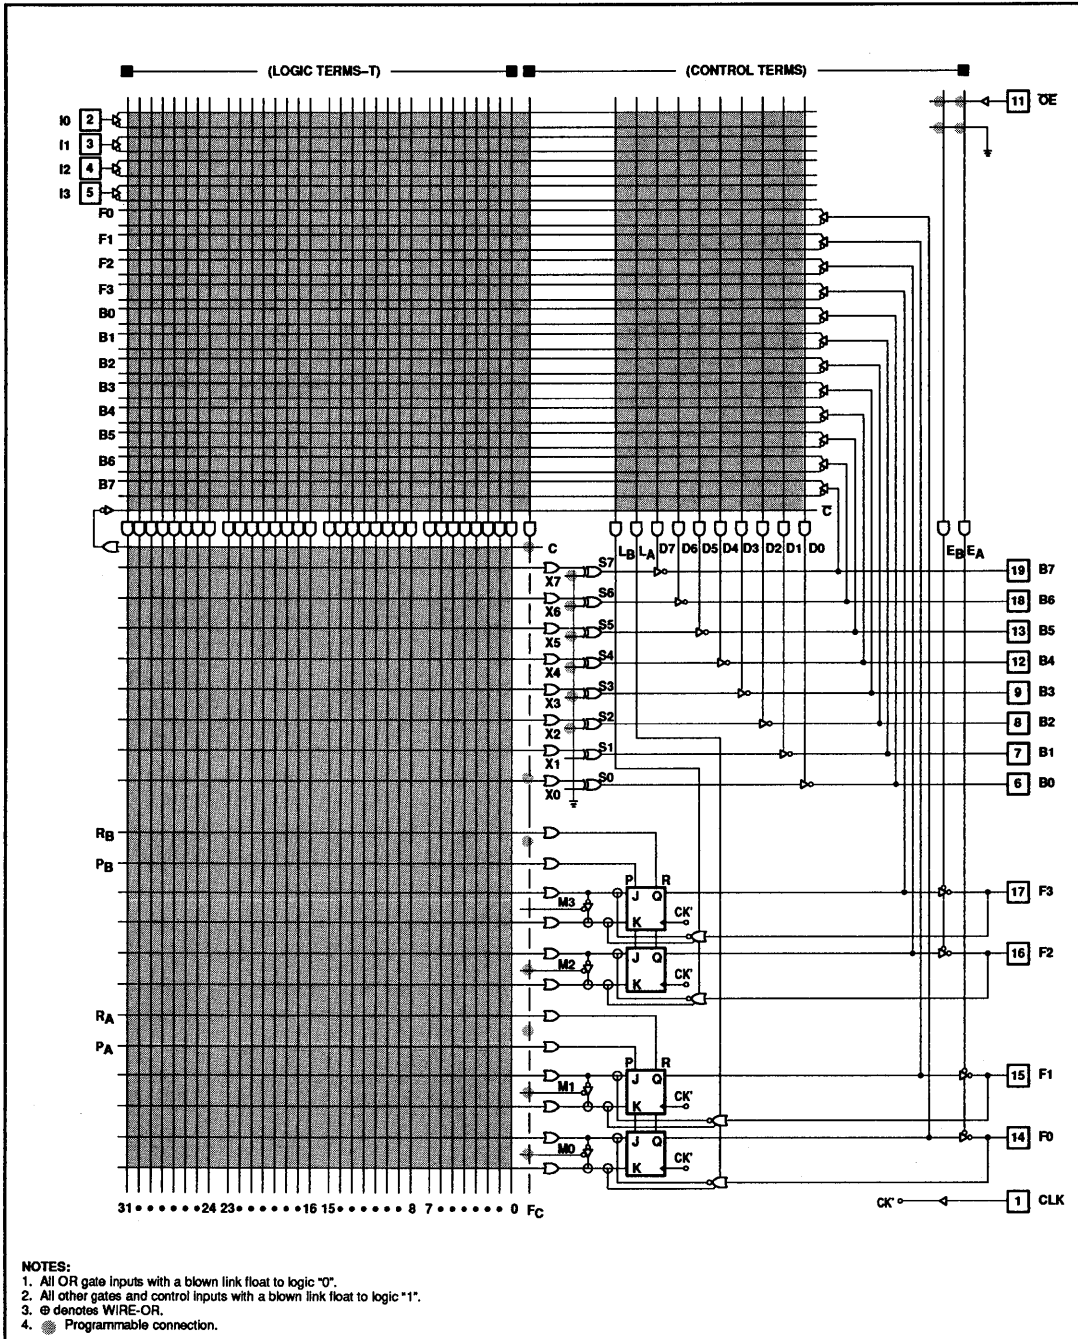 (LOGIC TERMS–T) (CONTROL TERMS)
11 OE
I0 2
I1 3
I2 4
I3 5
F0
F1
F2
F3
B0
B1
B2
B3
B4
B5
B6
B7
C
C LB LA D7 D6 D5 D4 D3 D2 D1 D0 EB EA
X7 S7 19 B7
X6 S6 18 B6
X5 S5 13 B5
X4 S4 12 B4
X3 S3 9 B3
X2 S2 8 B2
X1 S1 7 B1
X0 S0 6 B0
RB
PB
P R
J Q 17 F3
M3 CK'
K
J Q 16 F2
M2 CK'
K
RA
PA
P R
J Q 15 F1
M1 CK'
K
J Q 14 F0
M0 CK'
K
CK' 1 CLK
31 • • • • • • 24 23 • • • • • • 16 15 • • • • • • 8 7 • • • • • • 0 FC
NOTES:
1. All OR gate inputs with a blown link float to logic "0".
2. All other gates and control inputs with a blown link float to logic "1".
3. ⊕ denotes WIRE-OR.
4. Programmable connection.